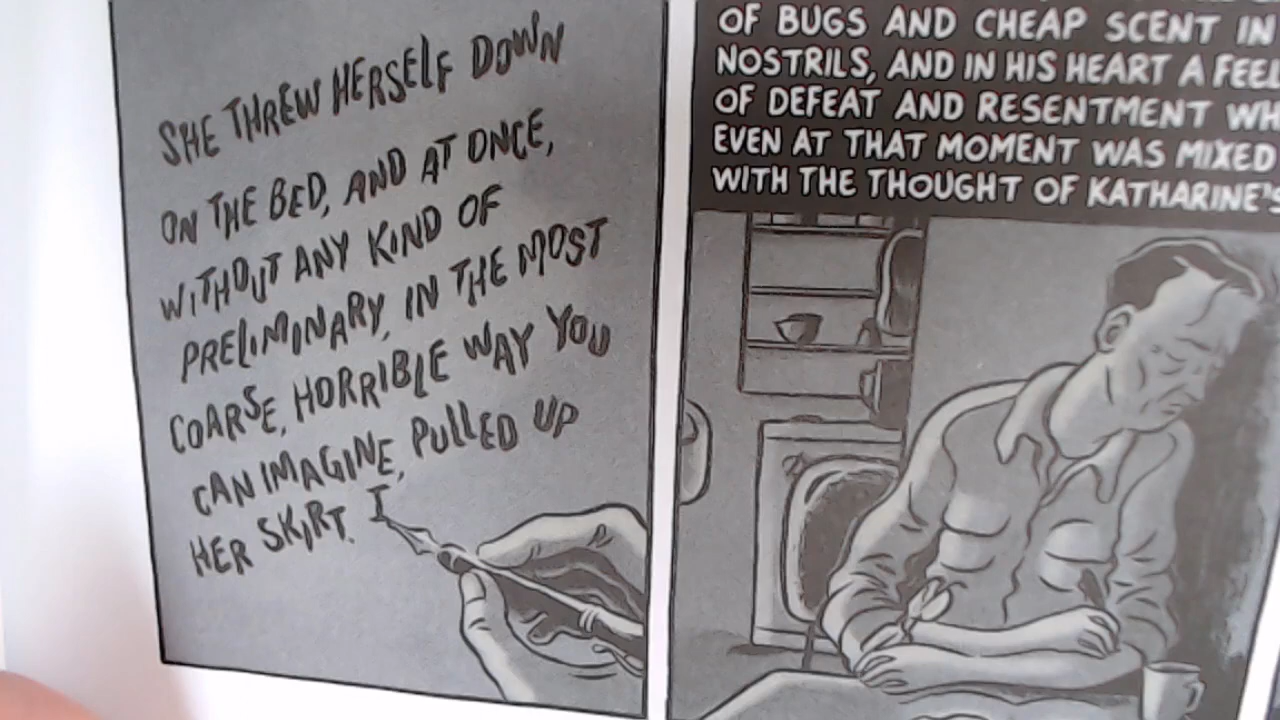 SHE THREW HERSELF DOWN
ON THE BED, AND AT ONCE,
WITHOUT ANY KIND OF
PRELIMINARY, IN THE MOST
COARSE, HORRIBLE WAY YOU
CAN IMAGINE, PULLED UP
HER SKIRT. I
OF BUGS AND CHEAP SCENT IN
NOSTRILS, AND IN HIS HEART A
OF DEFEAT AND RESENTMENT
EVEN AT THAT MOMENT WAS MIXED
WITH THE THOUGHT OF KATHARINE'S